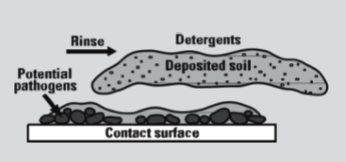 Rinse
Detergents
Deposited soil
Potential
pathogens
Contact surface